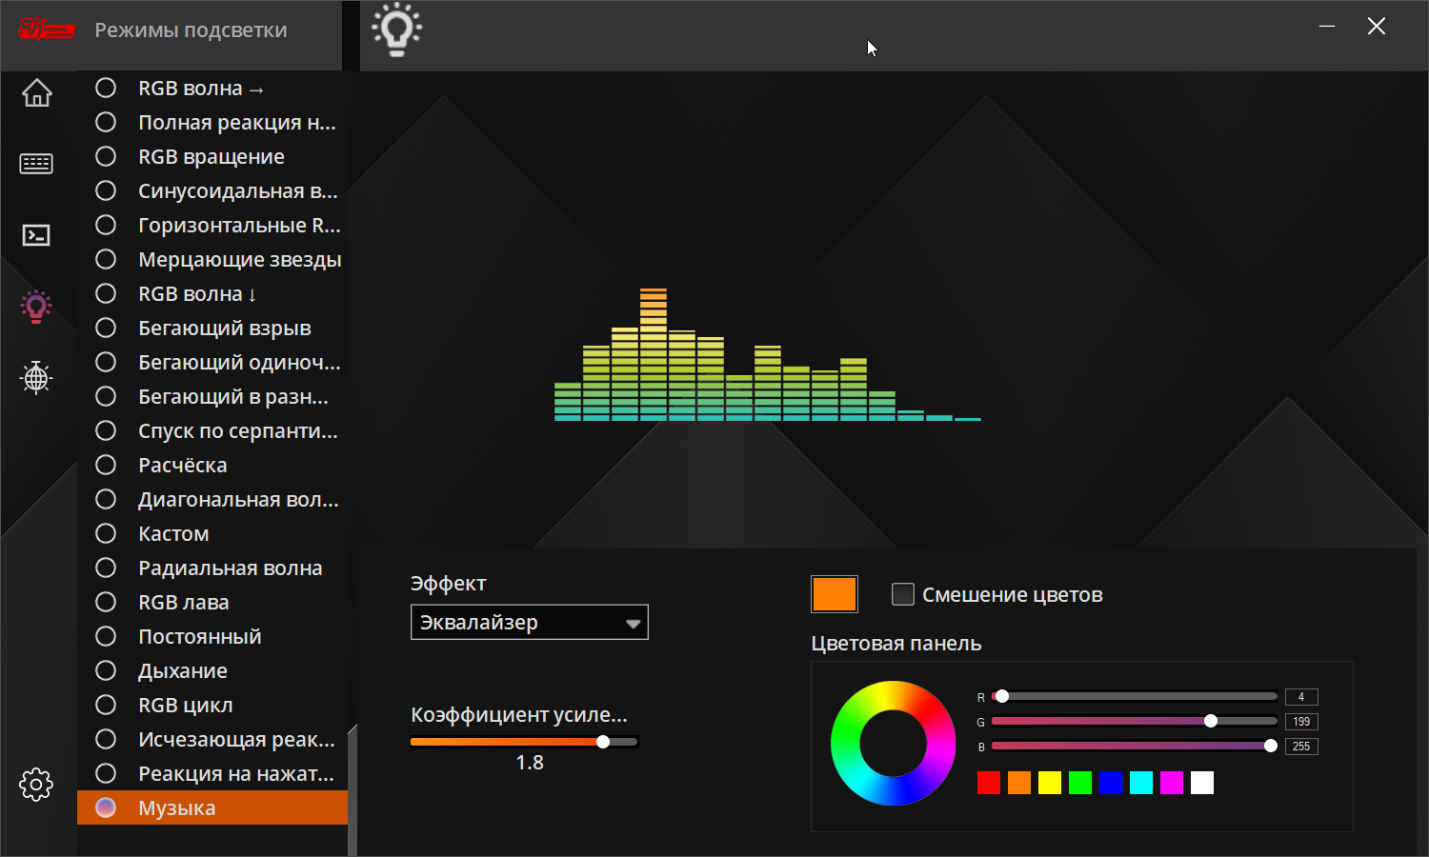 Режимы подсветки
RGB волна →
Полная реакция н...
RGB вращение
Синусоидальная в...
Горизонтальные R...
Мерцающие звезды
RGB волна ↓
Бегающий взрыв
Бегающий одиноч...
Бегающий в разн...
Спуск по серпанти...
Расчёска
Диагональная вол...
Кастом
Радиальная волна
RGB лава
Постоянный
Дыхание
RGB цикл
Исчезающая реак...
Реакция на нажат...
Музыка
Эффект
Эквалайзер
Коэффициент усиле...
1.8
Смешение цветов
Цветовая панель
R 4
G 199
B 255